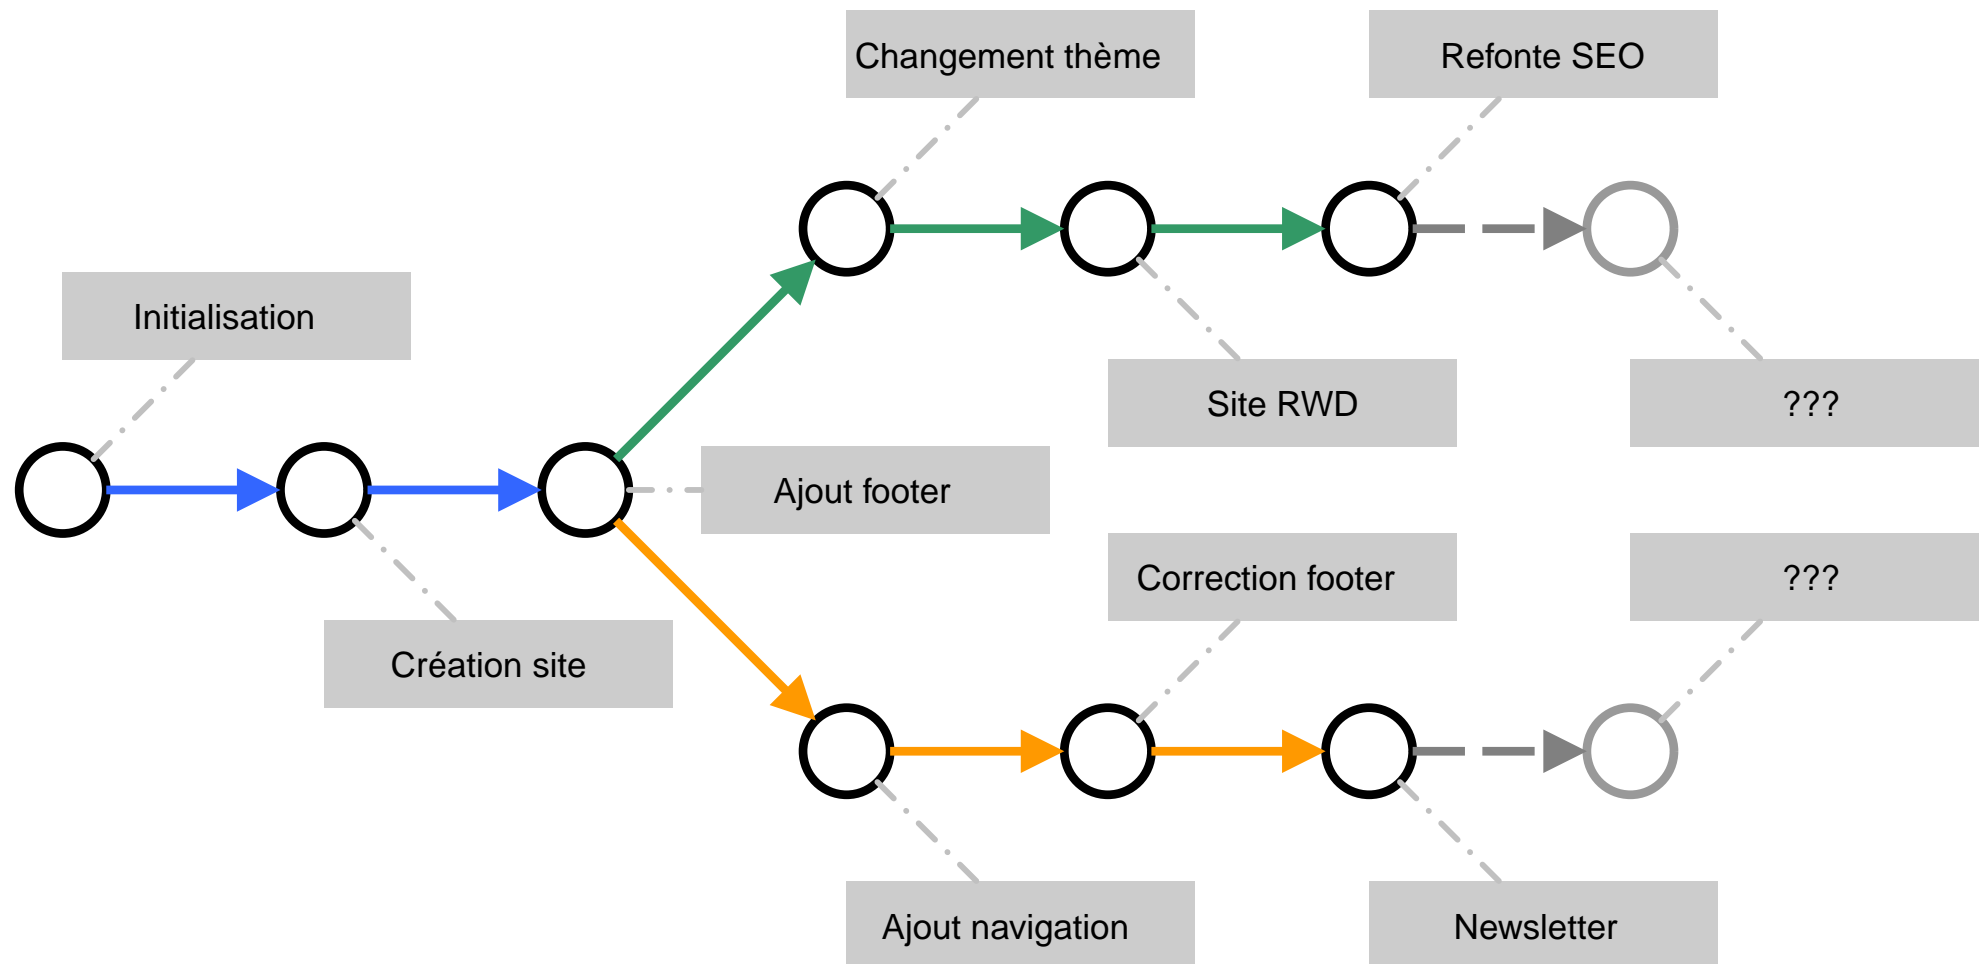 Changement thème
Refonte SEO
Initialisation
Site RWD
???
Ajout footer
Correction footer
???
Création site
Ajout navigation
Newsletter